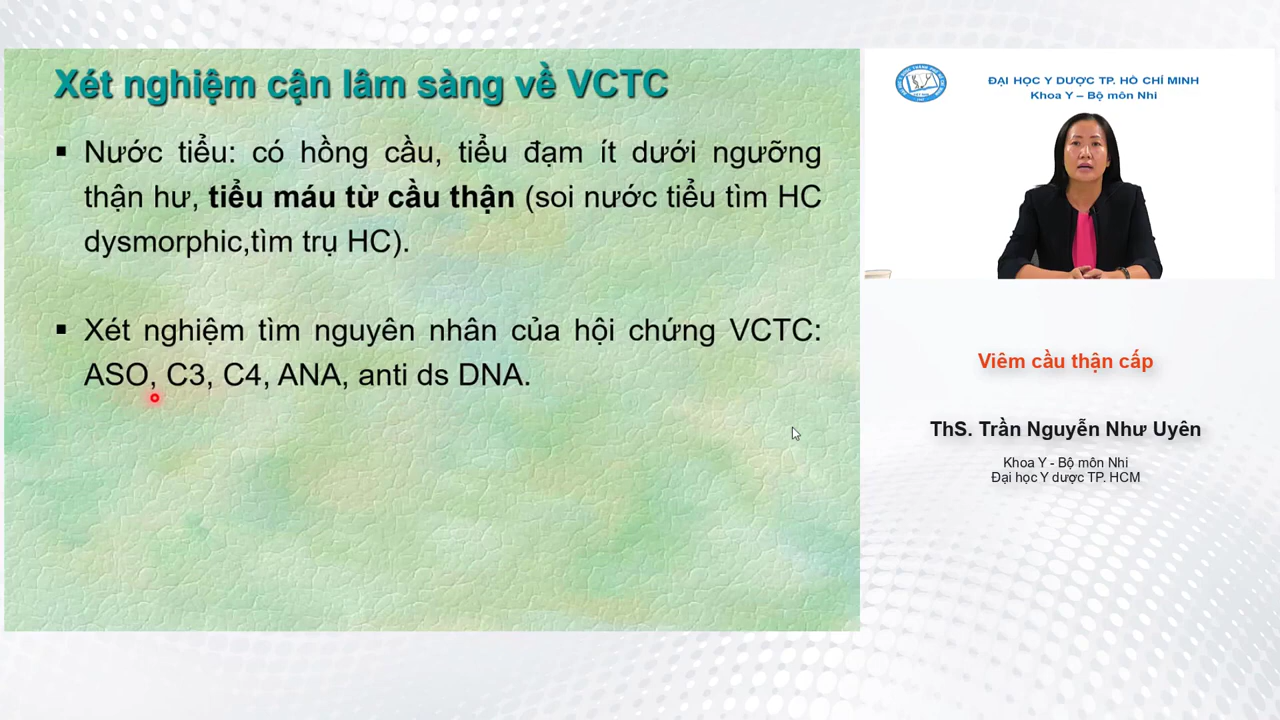 Xét nghiệm cận lâm sàng về VCTC
▪ Nước tiểu: có hồng cầu, tiểu đạm ít dưới ngưỡng
thận hư, tiểu máu từ cầu thận (soi nước tiểu tìm HC
dysmorphic,tìm trụ HC).
▪ Xét nghiệm tìm nguyên nhân của hội chứng VCTC:
ASO, C3, C4, ANA, anti ds DNA.
ĐẠI HỌC Y DƯỢC TP. HỒ CHÍ MINH
Khoa Y – Bộ môn Nhi
Viêm cầu thận cấp
ThS. Trần Nguyễn Như Uyên
Khoa Y - Bộ môn Nhi
Đại học Y dược TP. HCM